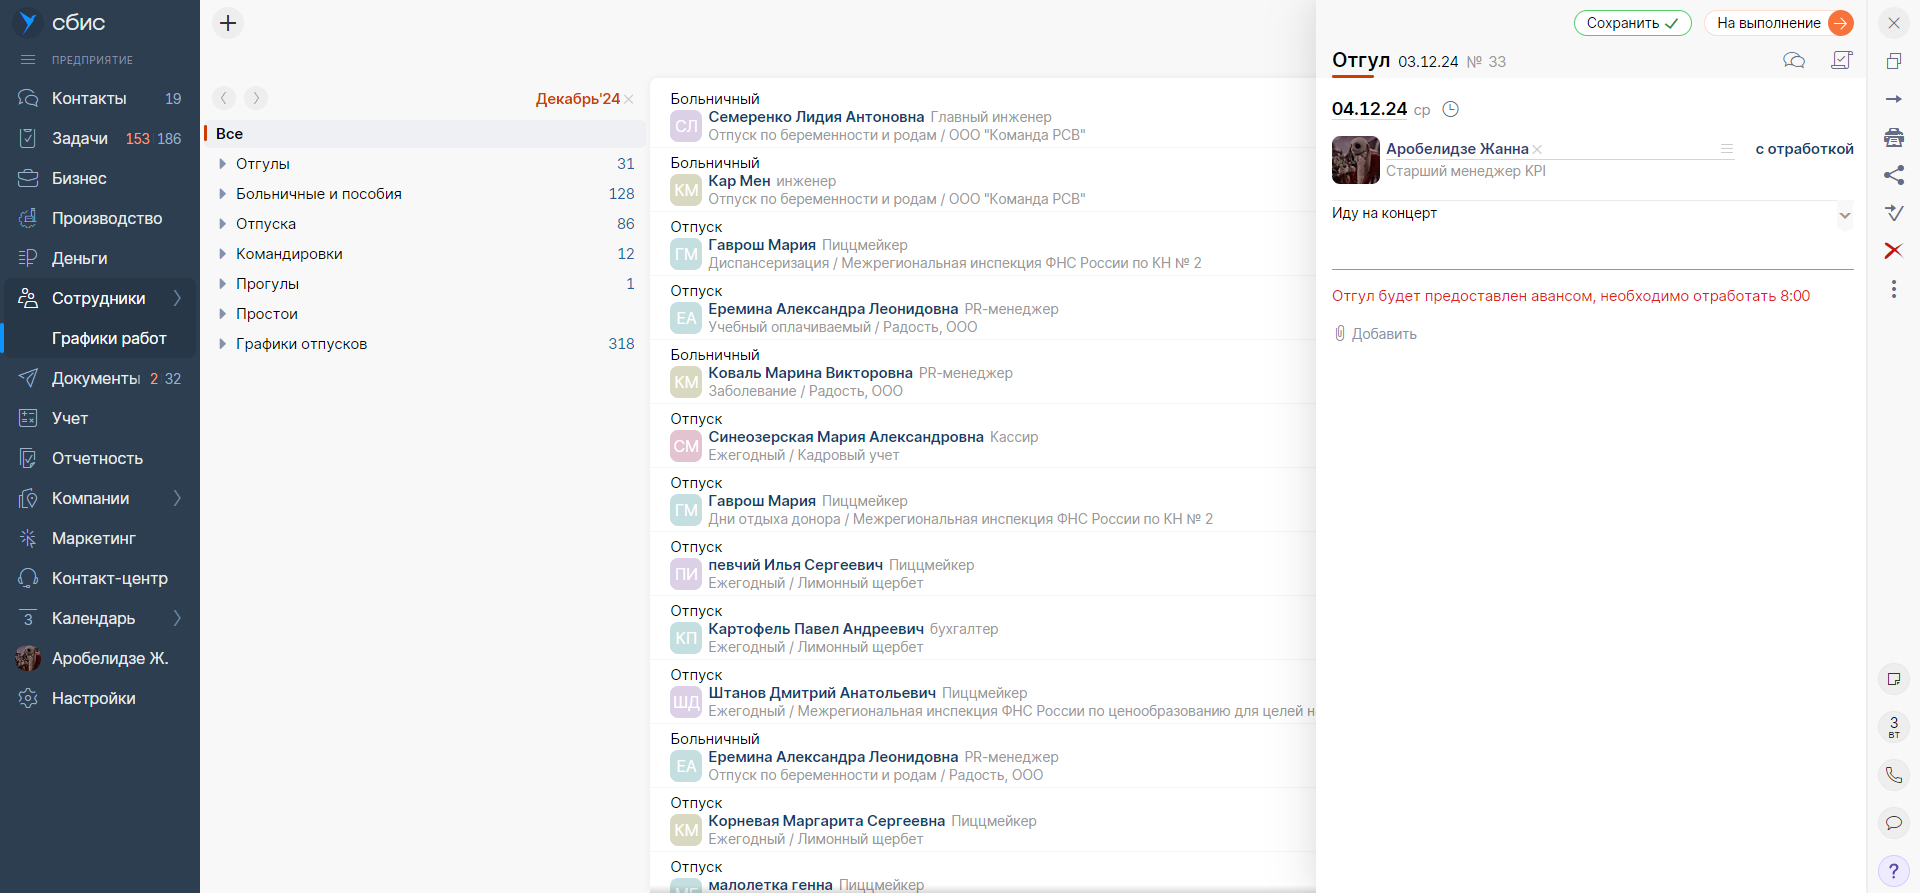 сбис
ПРЕДПРИЯТИЕ
Контакты 19
Задачи 153 186
Бизнес
Производство
Деньги
Сотрудники
Графики работ
Документы 2 32
Учет
Отчетность
Компании
Маркетинг
Контакт-центр
3 Календарь
Аробелидзе Ж.
Настройки
Декабрь'24
Все
Отгулы 31
Больничные и пособия 128
Отпуска 86
Командировки 12
Прогулы 1
Простои
Графики отпусков 318
Больничный
СЛ Семеренко Лидия Антоновна Главный инженер
Отпуск по беременности и родам / ООО "Команда РСВ"
Больничный
КМ Кар Мен инженер
Отпуск по беременности и родам / ООО "Команда РСВ"
Отпуск
ГМ Гаврош Мария Пиццмейкер
Диспансеризация / Межрегиональная инспекция ФНС России по КН № 2
Отпуск
ЕА Еремина Александра Леонидовна PR-менеджер
Учебный оплачиваемый / Радость, ООО
Больничный
КМ Коваль Марина Викторовна PR-менеджер
Заболевание / Радость, ООО
Отпуск
СМ Синеозерская Мария Александровна Кассир
Ежегодный / Кадровый учет
Отпуск
ГМ Гаврош Мария Пиццмейкер
Дни отдыха донора / Межрегиональная инспекция ФНС России по КН № 2
Отпуск
ПИ певчий Илья Сергеевич Пиццмейкер
Ежегодный / Лимонный щербет
Отпуск
КП Картофель Павел Андреевич бухгалтер
Ежегодный / Лимонный щербет
Отпуск
ШД Штанов Дмитрий Анатольевич Пиццмейкер
Ежегодный / Межрегиональная инспекция ФНС России по ценообразованию для целей н
Больничный
ЕА Еремина Александра Леонидовна PR-менеджер
Отпуск по беременности и родам / Радость, ООО
Отпуск
КМ Корневая Маргарита Сергеевна Пиццмейкер
Ежегодный / Лимонный щербет
Отпуск
малолетка генна Пиццмейкер
Сохранить
На выполнение
Отгул 03.12.24 № 33
04.12.24 ср
Аробелидзе Жанна с отработкой
Старший менеджер KPI
Иду на концерт
Отгул будет предоставлен авансом, необходимо отработать 8:00
Добавить
3
вт
?